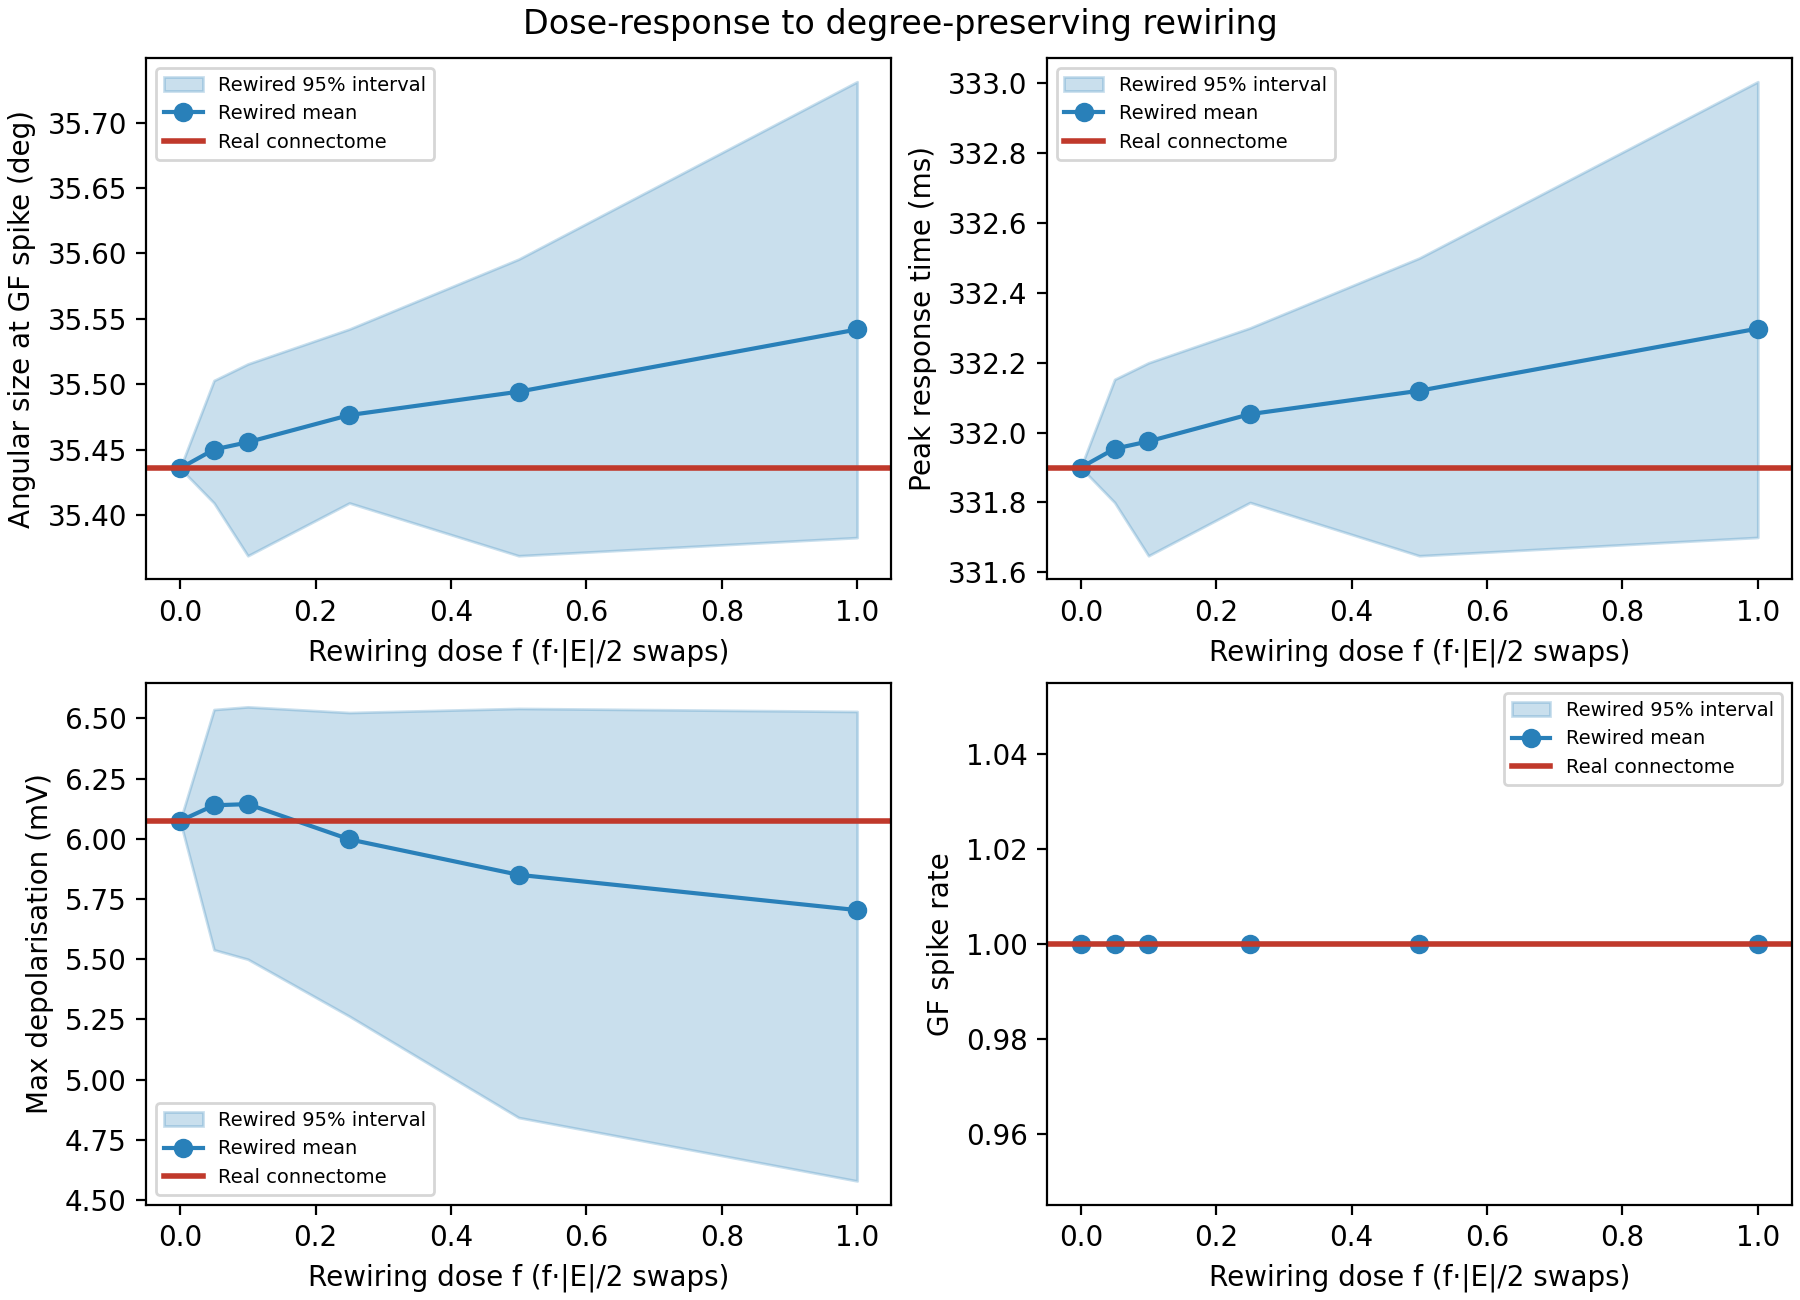 Dose-response to degree-preserving rewiring
Rewired 95% interval
Rewired mean
Real connectome
Angular size at GF spike (deg)
35.70
35.65
35.60
35.55
35.50
35.45
35.40
0.0 0.2 0.4 0.6 0.8 1.0
Rewiring dose f (f·|E|/2 swaps)
Rewired 95% interval
Rewired mean
Real connectome
Peak response time (ms)
333.0
332.8
332.6
332.4
332.2
332.0
331.8
331.6
0.0 0.2 0.4 0.6 0.8 1.0
Rewiring dose f (f·|E|/2 swaps)
Max depolarisation (mV)
6.50
6.25
6.00
5.75
5.50
5.25
5.00
4.75
4.50
Rewired 95% interval
Rewired mean
Real connectome
0.0 0.2 0.4 0.6 0.8 1.0
Rewiring dose f (f·|E|/2 swaps)
Rewired 95% interval
Rewired mean
Real connectome
GF spike rate
1.04
1.02
1.00
0.98
0.96
0.0 0.2 0.4 0.6 0.8 1.0
Rewiring dose f (f·|E|/2 swaps)